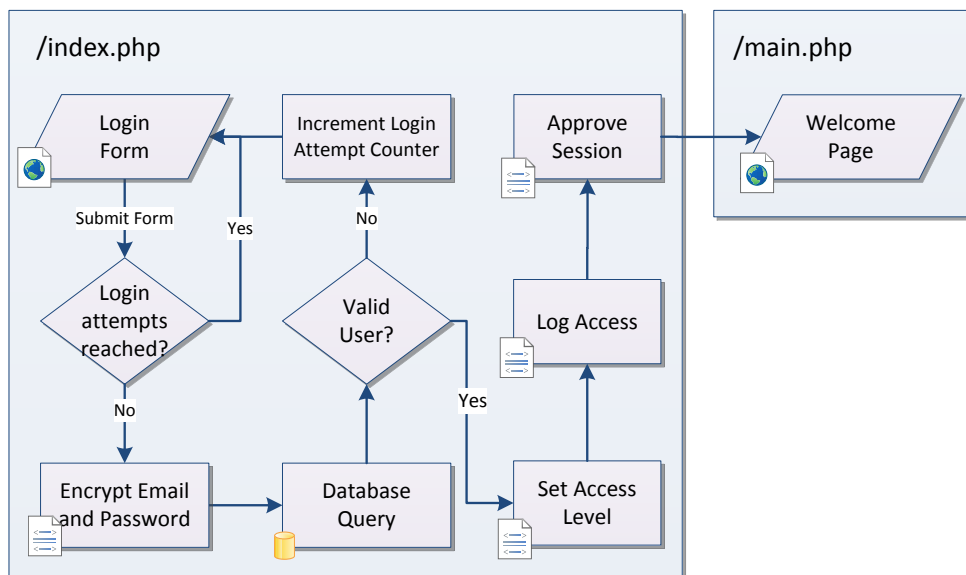 /index.php
Login
Form
Submit Form
Yes
Login
attempts
reached?
No
Encrypt Email
and Password
Database
Query
Valid
User?
No
Increment Login
Attempt Counter
Yes
Set Access
Level
Log Access
Approve
Session
/main.php
Welcome
Page